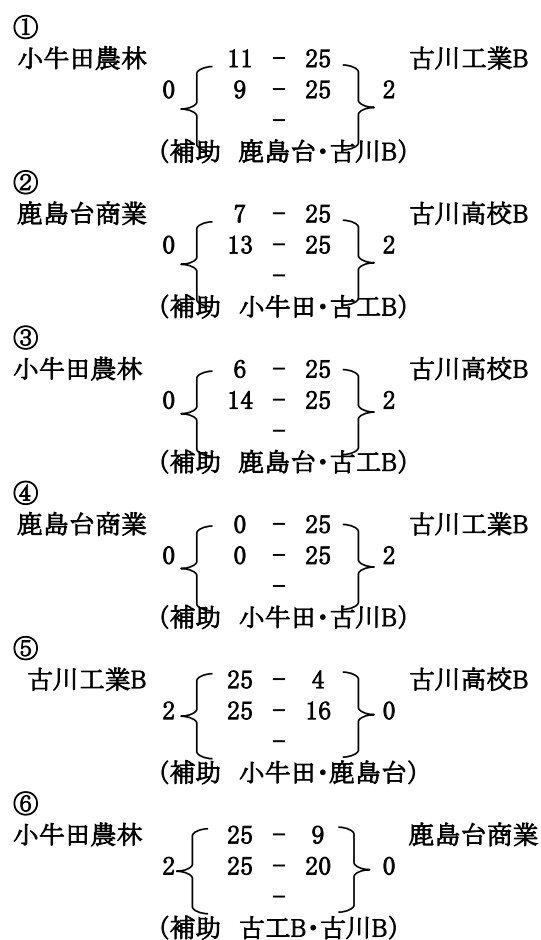 ①
小牛田農林 11 - 25 古川工業B
0 9 - 25 2
-
(補助 鹿島台・古川B)
②
鹿島台商業 7 - 25 古川高校B
0 13 - 25 2
-
(補助 小牛田・古工B)
③
小牛田農林 6 - 25 古川高校B
0 14 - 25 2
-
(補助 鹿島台・古工B)
④
鹿島台商業 0 - 25 古川工業B
0 0 - 25 2
-
(補助 小牛田・古川B)
⑤
古川工業B 25 - 4 古川高校B
2 25 - 16 0
-
(補助 小牛田・鹿島台)
⑥
小牛田農林 25 - 9 鹿島台商業
2 25 - 20 0
-
(補助 古工B・古川B)